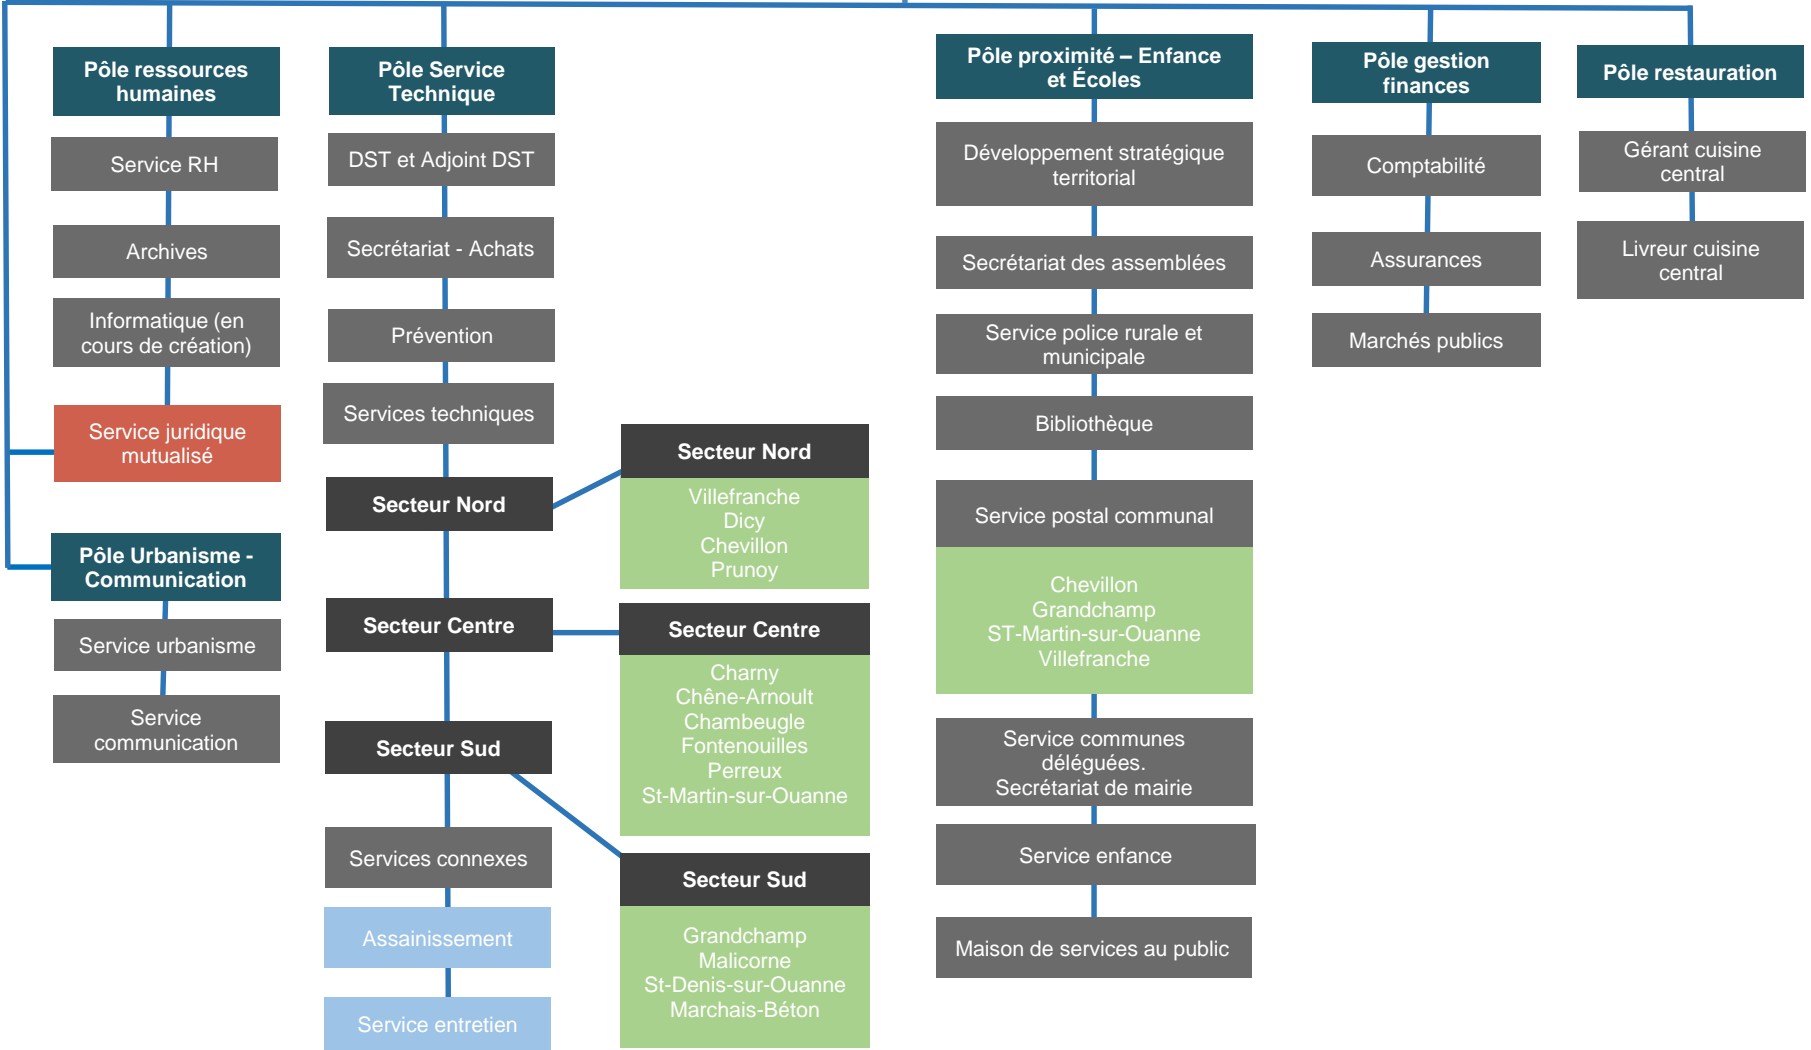 Pôle ressources
humaines
Service RH
Archives
Informatique (en
cours de création)
Service juridique
mutualisé
Pôle Urbanisme -
Communication
Service urbanisme
Service
communication
Pôle Service
Technique
DST et Adjoint DST
Secrétariat - Achats
Prévention
Services techniques
Secteur Nord
Secteur Centre
Secteur Sud
Services connexes
Assainissement
Service entretien
Secteur Nord
Villefranche
Dicy
Chevillon
Prunoy
Secteur Centre
Charny
Chêne-Arnoult
Chambeugle
Fontenouilles
Perreux
St-Martin-sur-Ouanne
Secteur Sud
Grandchamp
Malicorne
St-Denis-sur-Ouanne
Marchais-Béton
Pôle proximité – Enfance
et Écoles
Développement stratégique
territorial
Secrétariat des assemblées
Service police rurale et
municipale
Bibliothèque
Service postal communal
Chevillon
Grandchamp
ST-Martin-sur-Ouanne
Villefranche
Service communes
déléguées.
Secrétariat de mairie
Service enfance
Maison de services au public
Pôle gestion
finances
Comptabilité
Assurances
Marchés publics
Pôle restauration
Gérant cuisine
central
Livreur cuisine
central